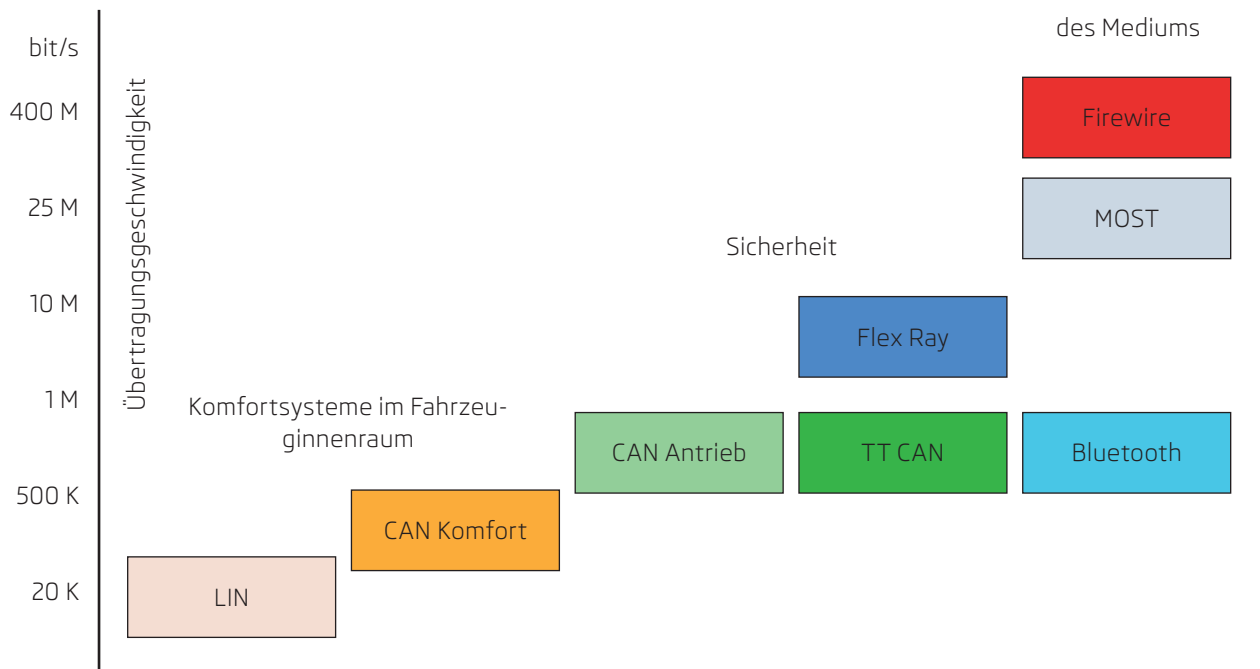 des Mediums
bit/s
400 M
25 M
10 M
1 M
500 K
20 K
Übertragungsgeschwindigkeit
Firewire
MOST
Sicherheit
Flex Ray
Komfortsysteme im Fahrzeu-
ginnenraum
CAN Antrieb
TT CAN
Bluetooth
CAN Komfort
LIN